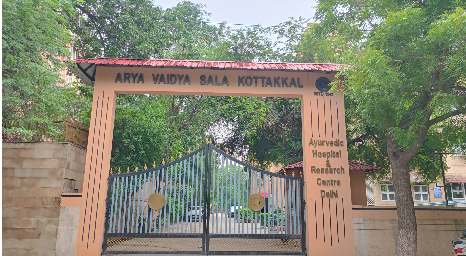 ARYA VAIDYA SALA KOTTAKKAL
Ayurvedic
Hospital
&
Research
Centre
Delhi